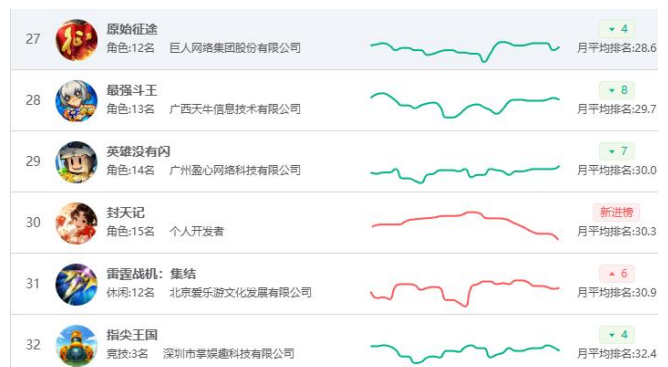 27 原始征途 ▼ 4
角色:12名 巨人网络集团股份有限公司 月平均排名:28.6
28 最强斗王 ▼ 8
角色:13名 广西天牛信息技术有限公司 月平均排名:29.7
29 英雄没有闪 ▼ 7
角色:14名 广州盈心网络科技有限公司 月平均排名:30.0
30 封天记 新进榜
角色:15名 个人开发者 月平均排名:30.3
31 雷霆战机：集结 ▲ 6
休闲:12名 北京爱乐游文化发展有限公司 月平均排名:30.9
32 指尖王国 ▼ 4
竞技:3名 深圳市掌娱趣科技有限公司 月平均排名:32.4